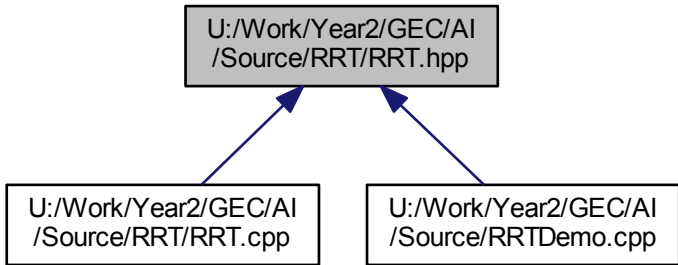 U:/Work/Year2/GEC/AI
/Source/RRT/RRT.hpp
U:/Work/Year2/GEC/AI
/Source/RRT/RRT.cpp
U:/Work/Year2/GEC/AI
/Source/RRTDemo.cpp